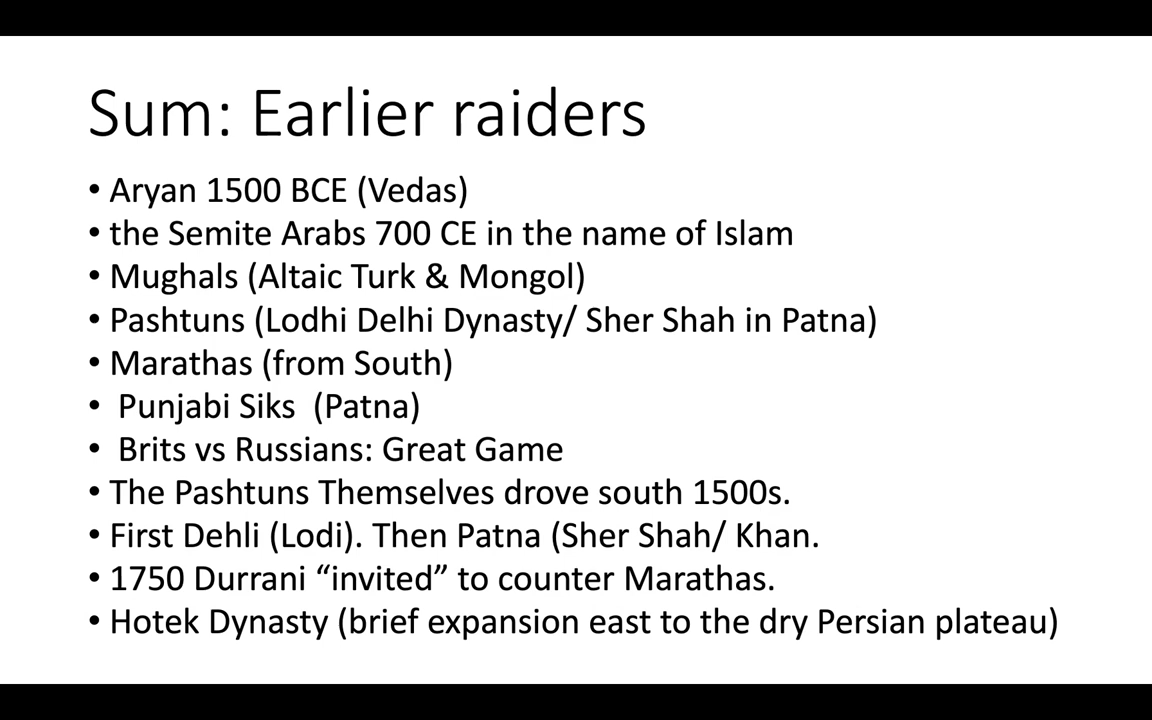 Sum: Earlier raiders
• Aryan 1500 BCE (Vedas)
• the Semite Arabs 700 CE in the name of Islam
• Mughals (Altaic Turk & Mongol)
• Pashtuns (Lodhi Delhi Dynasty/ Sher Shah in Patna)
• Marathas (from South)
• Punjabi Siks (Patna)
• Brits vs Russians: Great Game
• The Pashtuns Themselves drove south 1500s.
• First Dehli (Lodi). Then Patna (Sher Shah/ Khan.
• 1750 Durrani “invited” to counter Marathas.
• Hotek Dynasty (brief expansion east to the dry Persian plateau)